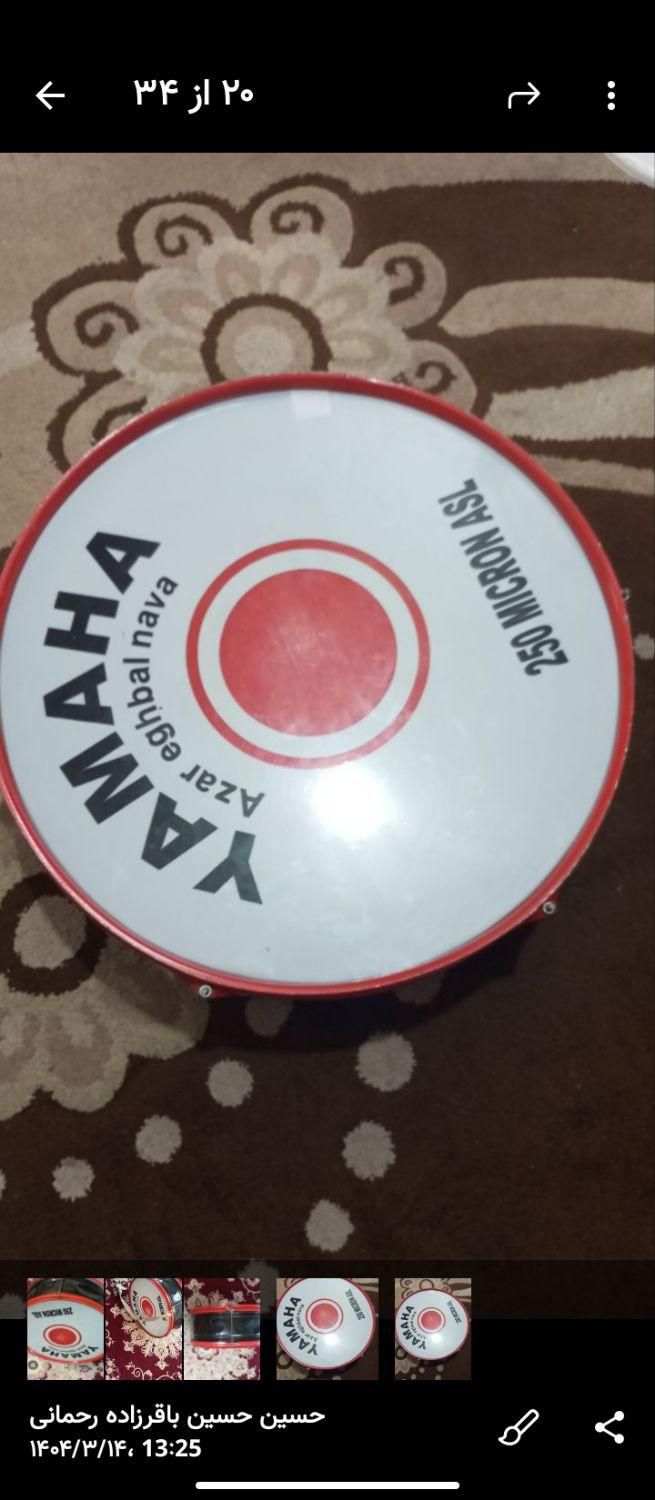 ۲۰ از ۳۴
250 MICRON ASL
YAMAHA
Azar eghbal nava
حسین حسین باقرزاده رحمانی
۱۴۰۴/۳/۱۴، 13:25